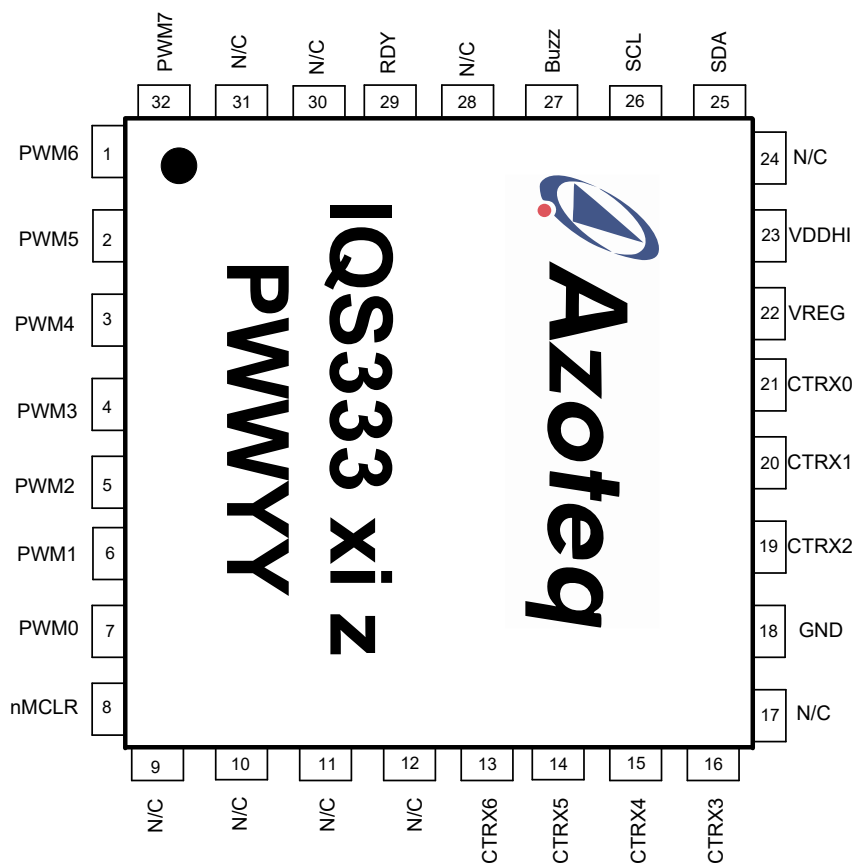 PWM7
N/C
N/C
RDY
N/C
Buzz
SCL
SDA
32
31
30
29
28
27
26
25
PWM6 1
PWM5 2
PWM4 3
PWM3 4
PWM2 5
PWM1 6
PWM0 7
nMCLR 8
Azoteq
IQS333 xi z
PWWYY
24 N/C
23 VDDHI
22 VREG
21 CTRX0
20 CTRX1
19 CTRX2
18 GND
17 N/C
9
10
11
12
13
14
15
16
N/C
N/C
N/C
N/C
CTRX6
CTRX5
CTRX4
CTRX3